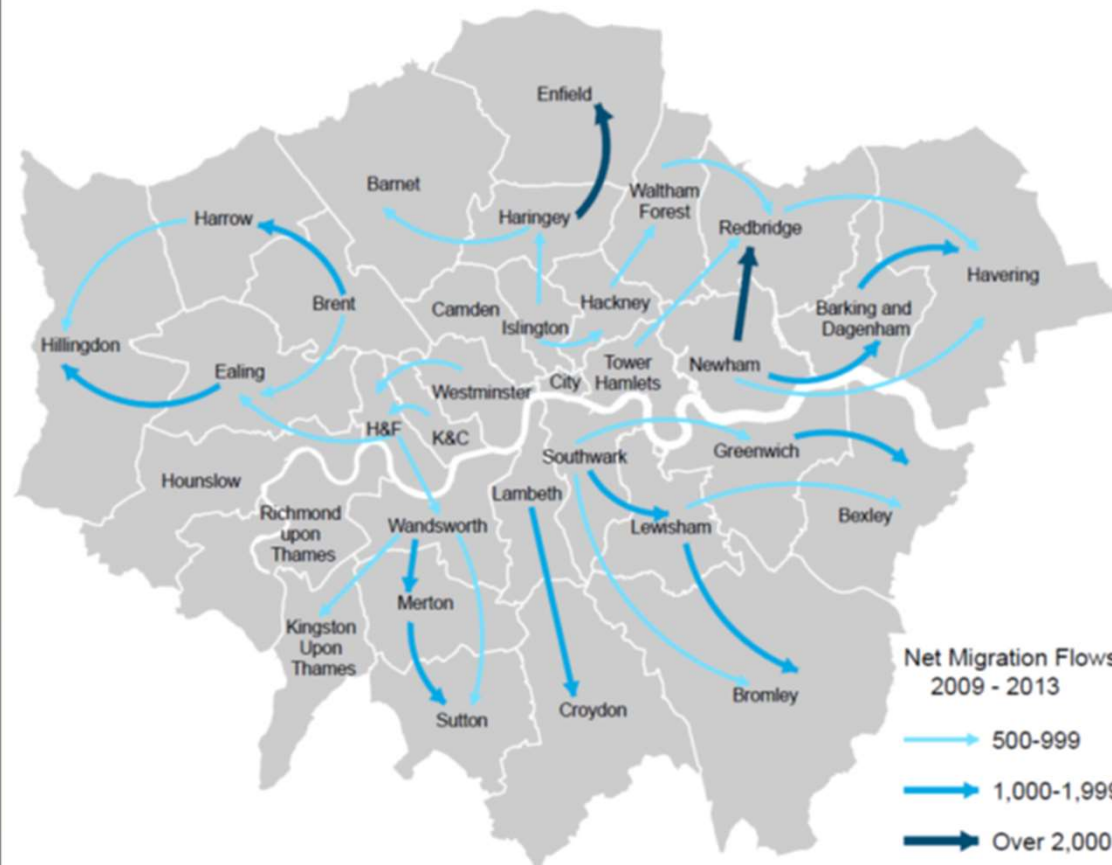 Enfield
Barnet
Waltham
Forest
Harrow
Haringey
Redbridge
Havering
Brent
Camden
Hackney
Barking and
Dagenham
Islington
Hillingdon
Ealing
Tower
Hamlets
Newham
City
Westminster
H&F
K&C
Greenwich
Southwark
Hounslow
Lambeth
Richmond
upon
Thames
Wandsworth
Lewisham
Bexley
Merton
Kingston
Upon
Thames
Sutton
Croydon
Bromley
Net Migration Flows
2009 - 2013
500-999
1,000-1,999
Over 2,000